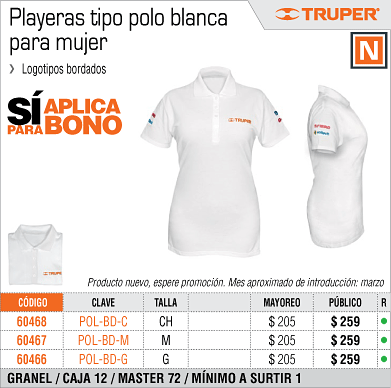 Playeras tipo polo blanca
para mujer
TRUPER®
N
› Logotipos bordados
SÍ APLICA
PARA BONO
TRUPER
Producto nuevo, espere promoción. Mes aproximado de introducción: marzo
CÓDIGO CLAVE TALLA MAYOREO PÚBLICO R
60468 POL-BD-C CH $ 205 $ 259
60467 POL-BD-M M $ 205 $ 259
60466 POL-BD-G G $ 205 $ 259
GRANEL / CAJA 12 / MASTER 72 / MÍNIMO A SURTIR 1